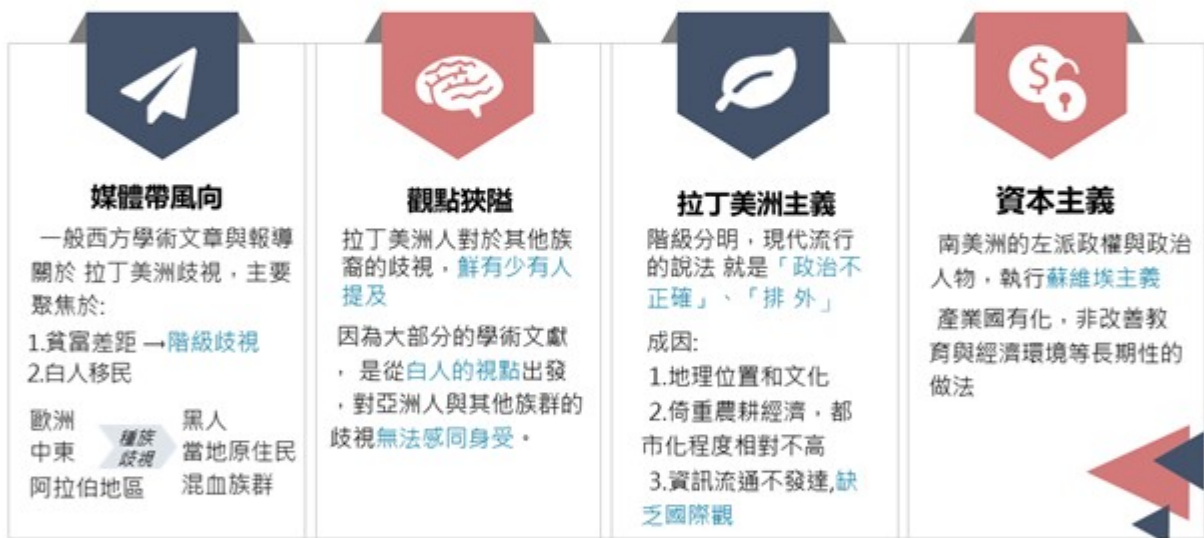 媒體帶風向
一般西方學術文章與報導
關於 拉丁美洲歧視，主要
聚焦於:
1.貧富差距 →階級歧視
2.白人移民
歐洲
中東
阿拉伯地區
種族
歧視
黑人
當地原住民
混血族群
觀點狹隘
拉丁美洲人對於其他族
裔的歧視，鮮有少有人
提及
因為大部分的學術文獻
，是從白人的視點出發
，對亞洲人與其他族群的
歧視無法感同身受。
拉丁美洲主義
階級分明，現代流行
的說法 就是「政治不
正確」、「排 外」
成因:
1.地理位置和文化
2.倚重農耕經濟，都
市化程度相對不高
3.資訊流通不發達,缺
乏國際觀
資本主義
南美洲的左派政權與政治
人物，執行蘇維埃主義
產業國有化，非改善教
育與經濟環境等長期性的
做法